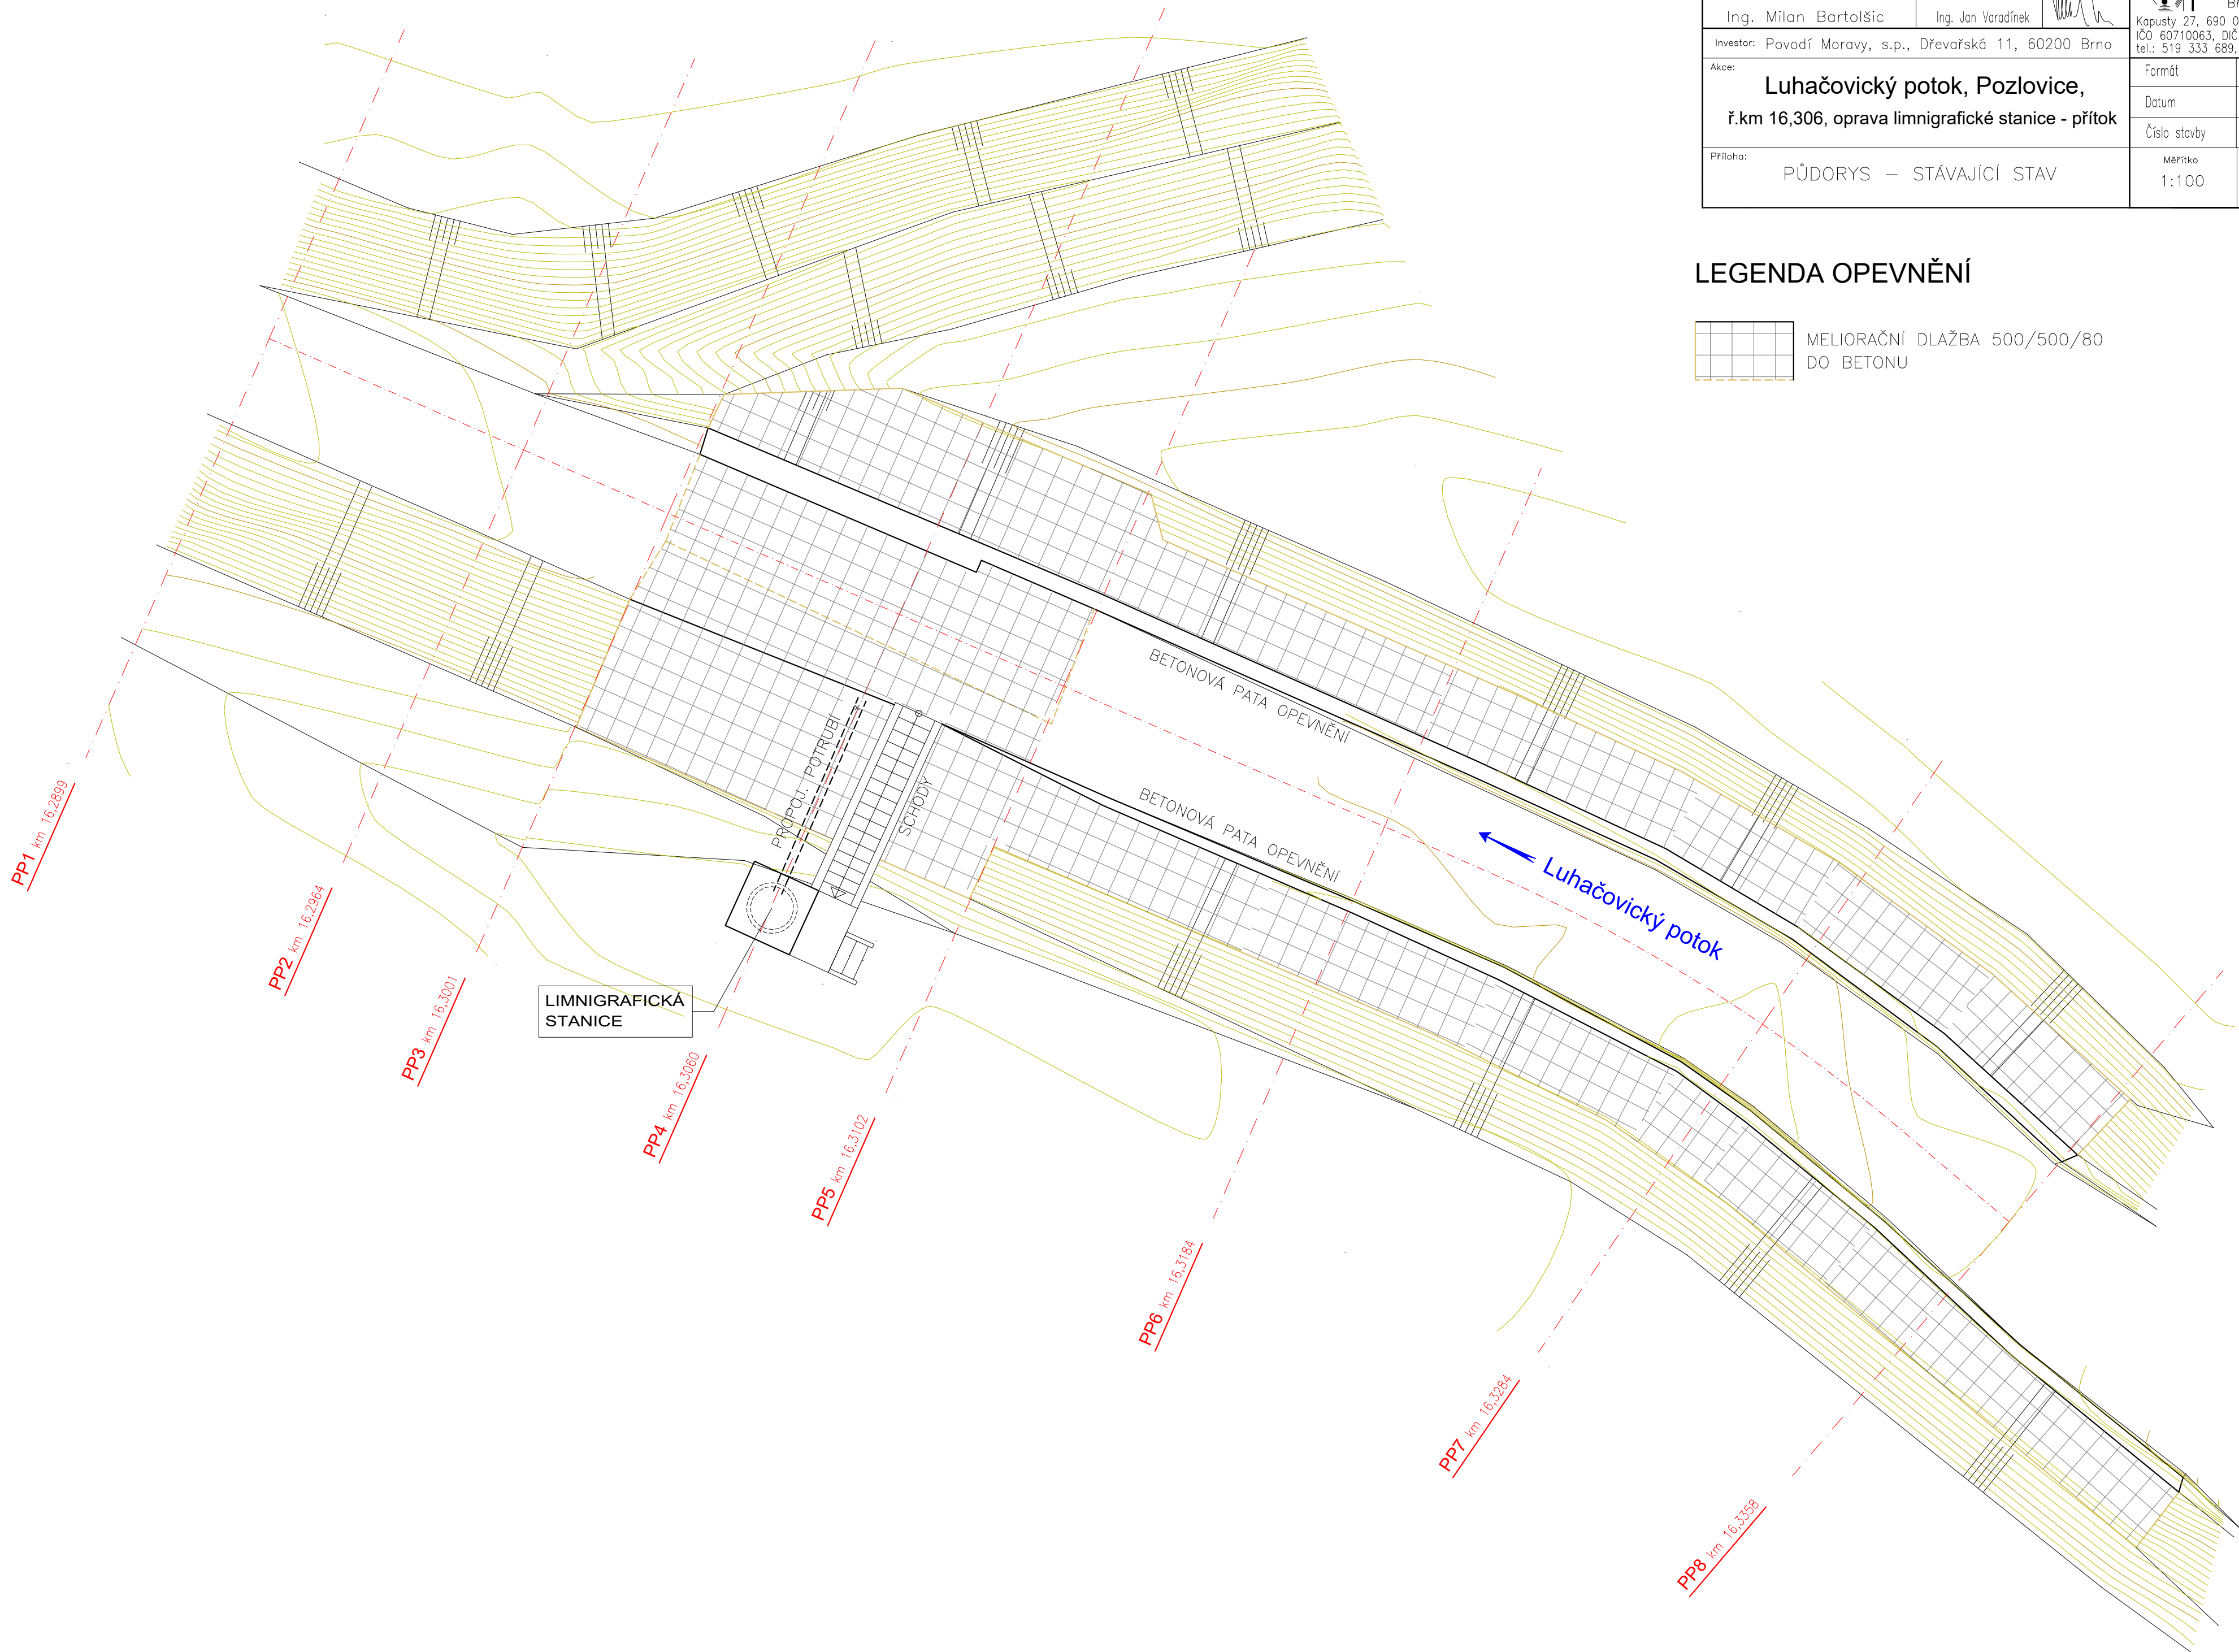 Ing. Milan Bartolšic
Ing. Jan Varadínek
Kapusty 27, 690 0
IČO 60710063, DIČ
tel.: 519 333 689,
Investor: Povodí Moravy, s.p., Dřevařská 11, 60200 Brno
Akce:
Luhačovický potok, Pozlovice,
ř.km 16,306, oprava limnigrafické stanice - přítok
Formát
Datum
Číslo stavby
Příloha:
PŮDORYS – STÁVAJÍCÍ STAV
Měřítko
1:100
LEGENDA OPEVNĚNÍ
MELIORAČNÍ DLAŽBA 500/500/80
DO BETONU
BETONOVÁ PATA OPEVNĚNÍ
BETONOVÁ PATA OPEVNĚNÍ
PROPOJ. POTRUBÍ
SCHODY
Luhačovický potok
LIMNIGRAFICKÁ
STANICE
PP1 km 16,2899
PP2 km 16,2964
PP3 km 16,3001
PP4 km 16,3060
PP5 km 16,3102
PP6 km 16,3184
PP7 km 16,3284
PP8 km 16,3358